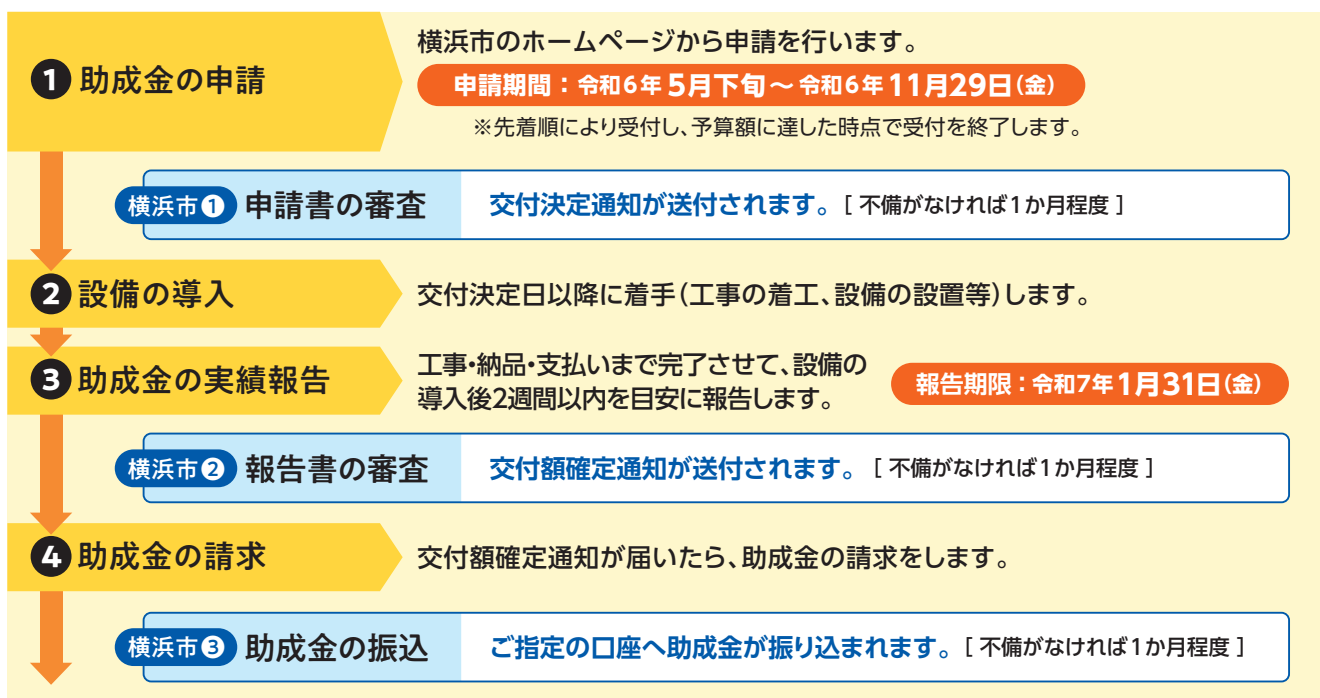 ❶ 助成金の申請
横浜市のホームページから申請を行います。
申請期間：令和6年 5月下旬～令和6年 11月29日(金)
※先着順により受付し、予算額に達した時点で受付を終了します。
横浜市❶ 申請書の審査 交付決定通知が送付されます。[ 不備がなければ1か月程度 ]
❷ 設備の導入 交付決定日以降に着手(工事の着工、設備の設置等)します。
❸ 助成金の実績報告
工事・納品・支払いまで完了させて、設備の
導入後2週間以内を目安に報告します。
報告期限：令和7年 1月31日(金)
横浜市❷ 報告書の審査 交付額確定通知が送付されます。[ 不備がなければ1か月程度 ]
❹ 助成金の請求 交付額確定通知が届いたら、助成金の請求をします。
横浜市❸ 助成金の振込 ご指定の口座へ助成金が振り込まれます。[ 不備がなければ1か月程度 ]